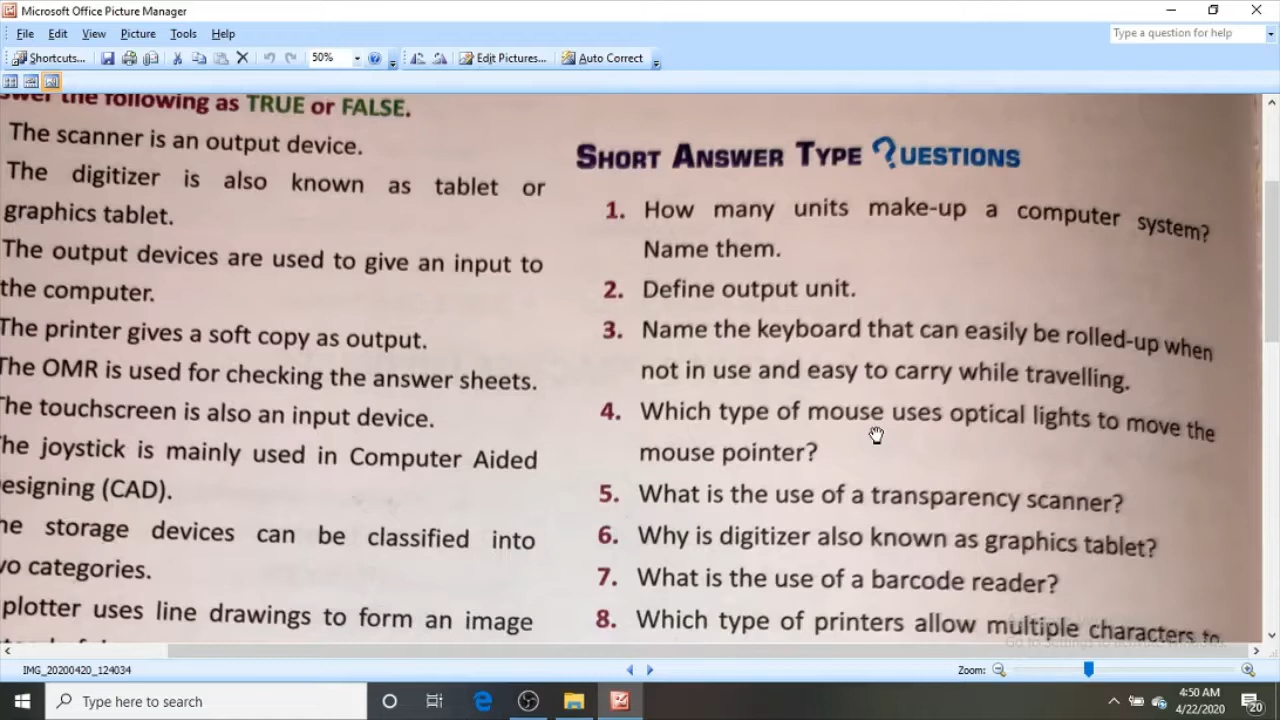 Microsoft Office Picture Manager
File Edit View Picture Tools Help
Type a question for help
Shortcuts... 50% Edit Pictures... Auto Correct
the following as TRUE or FALSE.
The scanner is an output device.
The digitizer is also known as tablet or
graphics tablet.
The output devices are used to give an input to
the computer.
The printer gives a soft copy as output.
The OMR is used for checking the answer sheets.
The touchscreen is also an input device.
he joystick is mainly used in Computer Aided
esigning (CAD).
he storage devices can be classified into
vo categories.
plotter uses line drawings to form an image
SHORT ANSWER TYPE QUESTIONS
1. How many units make-up a computer system?
Name them.
2. Define output unit.
3. Name the keyboard that can easily be rolled-up when
not in use and easy to carry while travelling.
4. Which type of mouse uses optical lights to move the
mouse pointer?
5. What is the use of a transparency scanner?
6. Why is digitizer also known as graphics tablet?
7. What is the use of a barcode reader?
8. Which type of printers allow multiple characters to
Go to Settings to activate Windows.
IMG_20200420_124034
Zoom:
Type here to search
4:50 AM
4/22/2020
20